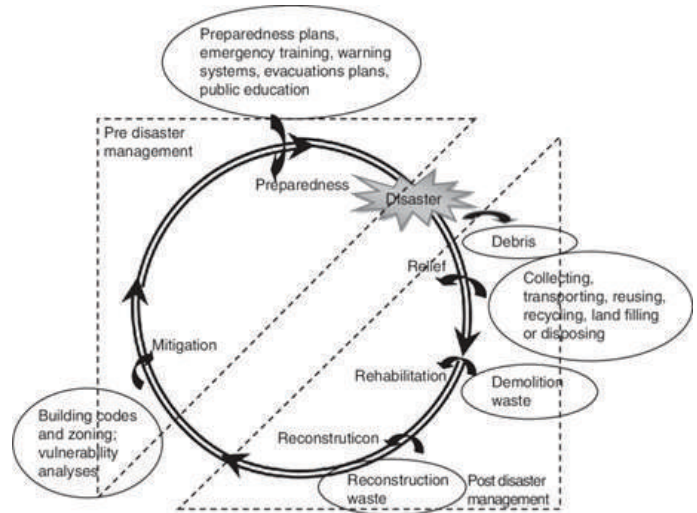 Preparedness plans,
emergency training, warning
systems, evacuations plans,
public education
Pre disaster
management
Preparedness
Disaster
Debris
Relief
Collecting,
transporting, reusing,
recycling, land filling
or disposing
Mitigation
Rehabilitation
Demolition
waste
Building codes
and zoning;
vulnerability
analyses
Reconstruticon
Reconstruction
waste
Post disaster
management